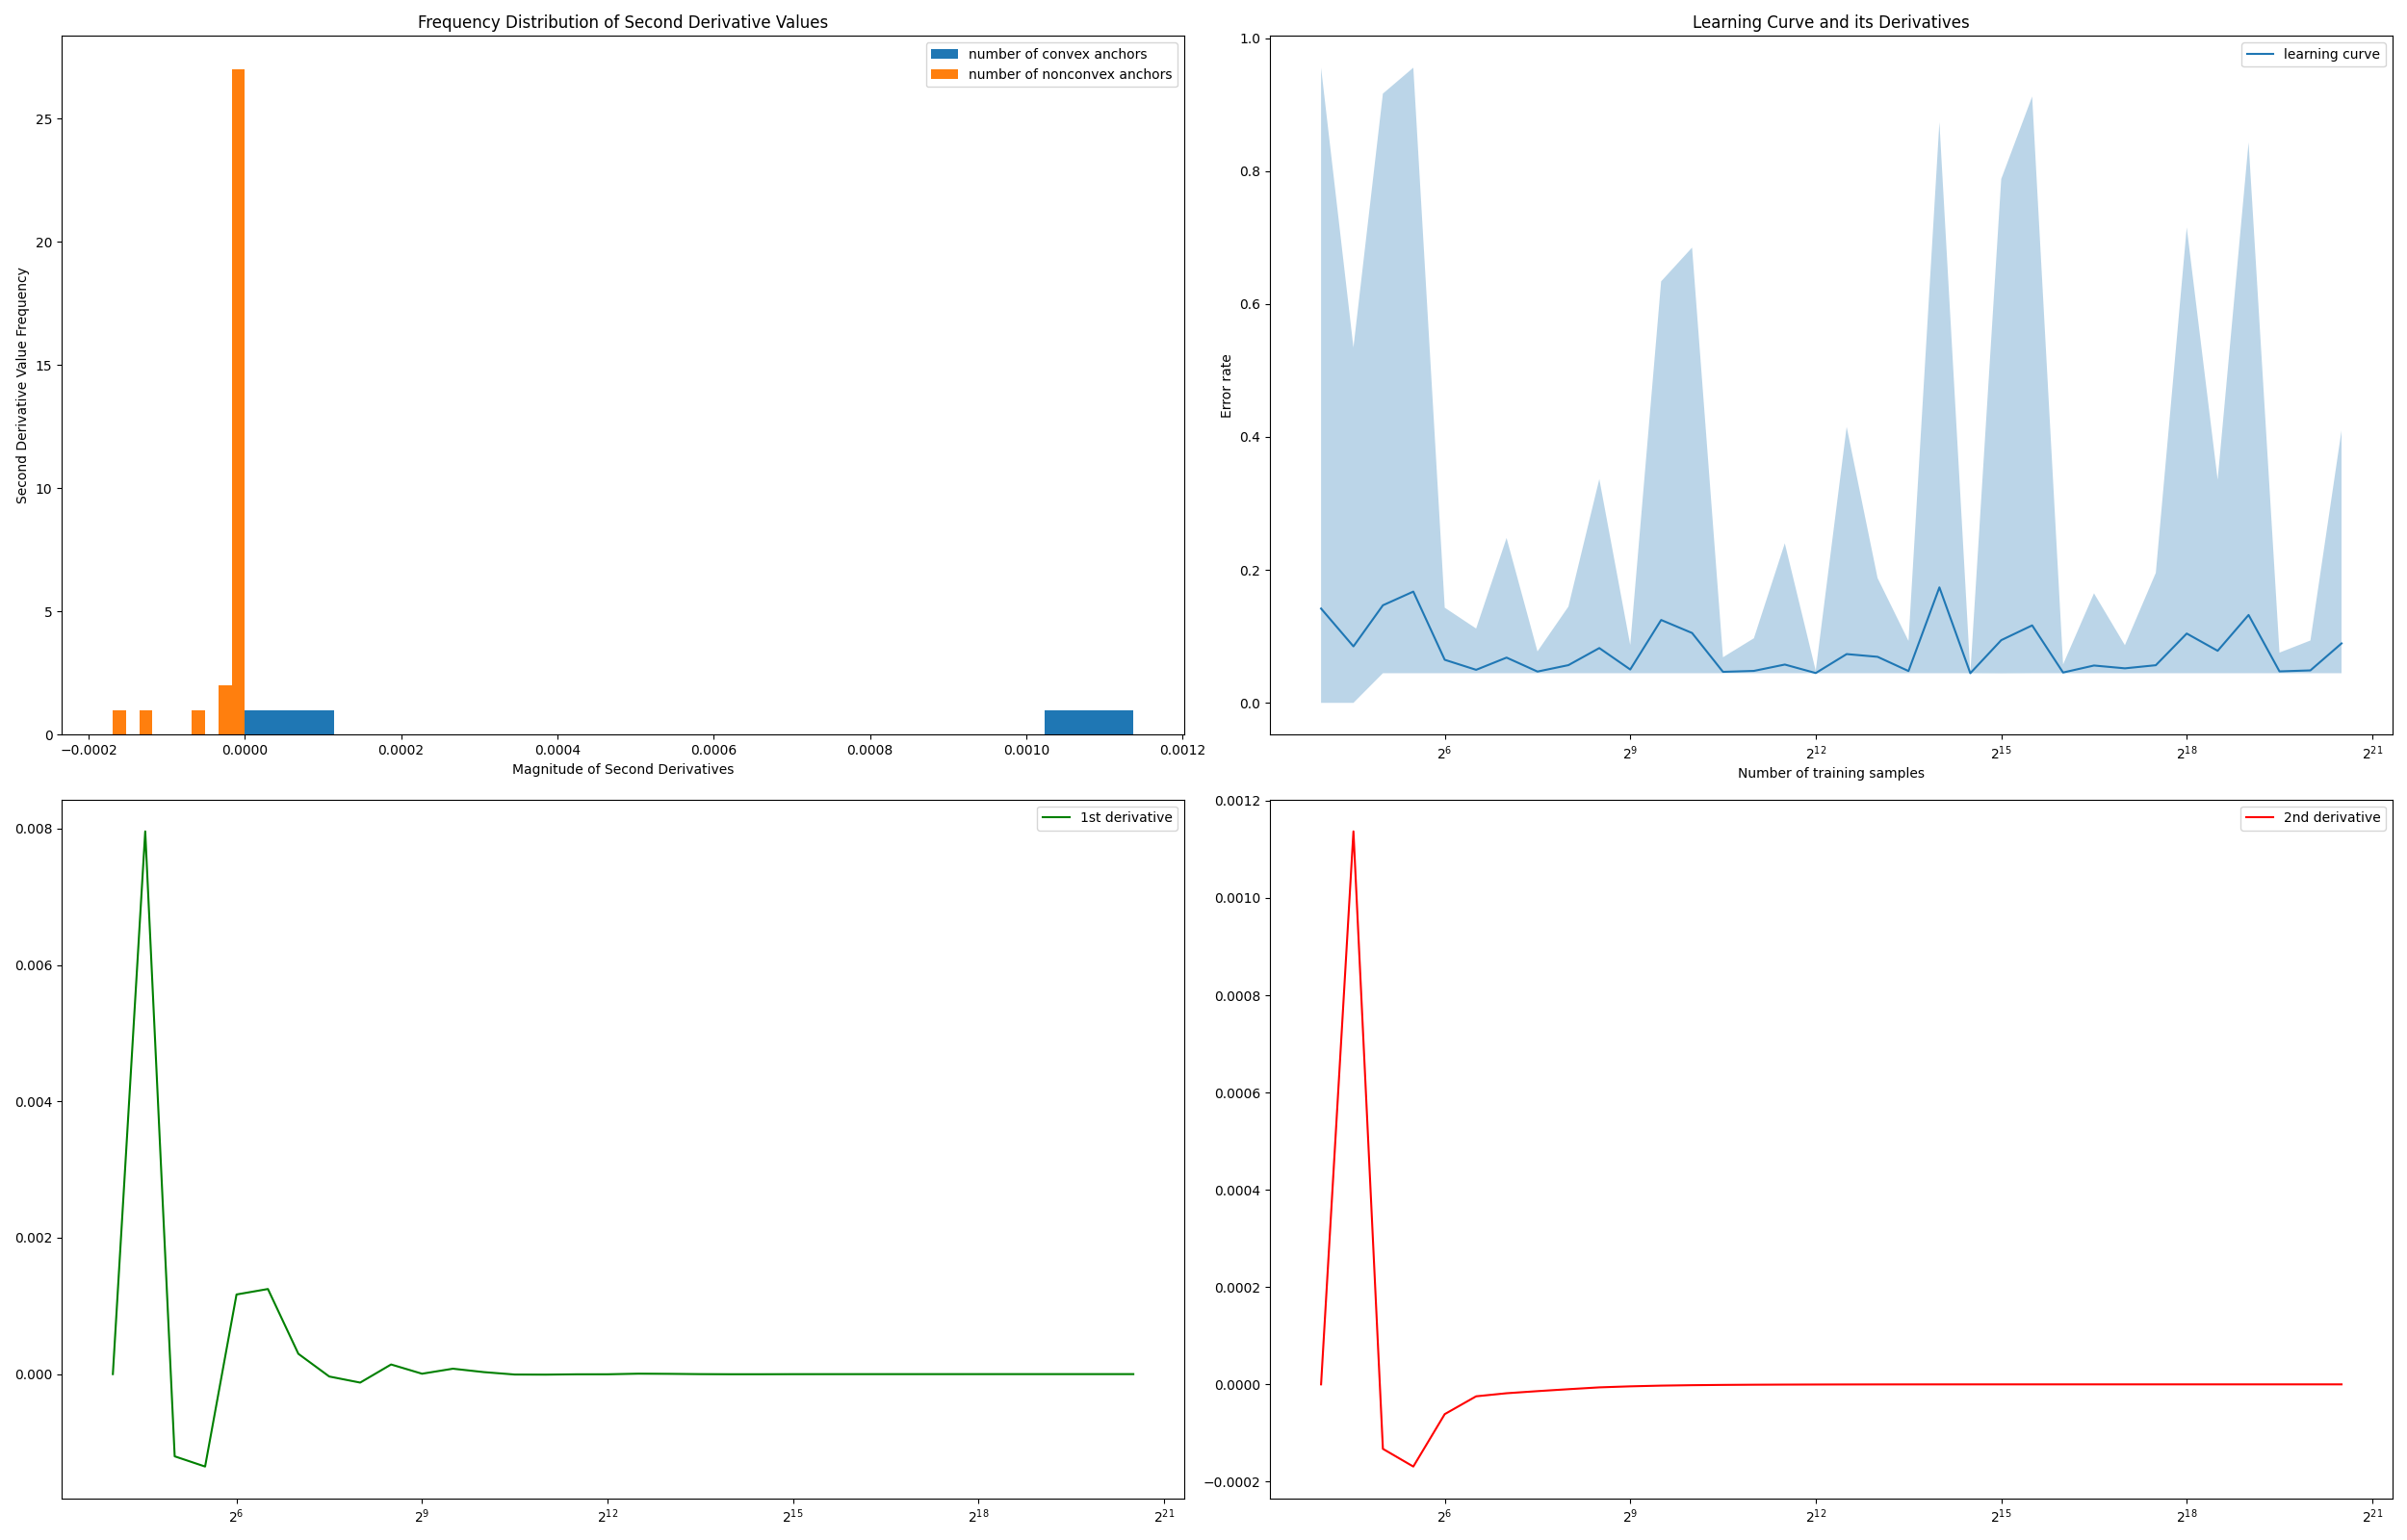 Frequency Distribution of Second Derivative Values
number of convex anchors
number of nonconvex anchors
25
20
15
10
5
0
Second Derivative Value Frequency
−0.0002 0.0000 0.0002 0.0004 0.0006 0.0008 0.0010 0.0012
Magnitude of Second Derivatives
Learning Curve and its Derivatives
learning curve
1.0
0.8
0.6
0.4
0.2
0.0
Error rate
2^6 2^9 2^12 2^15 2^18 2^21
Number of training samples
1st derivative
0.008
0.006
0.004
0.002
0.000
2^6 2^9 2^12 2^15 2^18 2^21
2nd derivative
0.0012
0.0010
0.0008
0.0006
0.0004
0.0002
0.0000
−0.0002
2^6 2^9 2^12 2^15 2^18 2^21